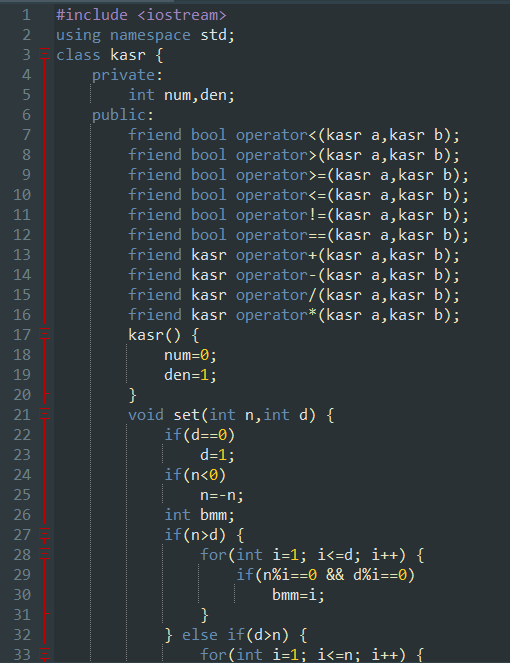 1 #include <iostream>
2 using namespace std;
3 class kasr {
4 private:
5 int num,den;
6 public:
7 friend bool operator<(kasr a,kasr b);
8 friend bool operator>(kasr a,kasr b);
9 friend bool operator>=(kasr a,kasr b);
10 friend bool operator<=(kasr a,kasr b);
11 friend bool operator!=(kasr a,kasr b);
12 friend bool operator==(kasr a,kasr b);
13 friend kasr operator+(kasr a,kasr b);
14 friend kasr operator-(kasr a,kasr b);
15 friend kasr operator/(kasr a,kasr b);
16 friend kasr operator*(kasr a,kasr b);
17 kasr() {
18 num=0;
19 den=1;
20 }
21 void set(int n,int d) {
22 if(d==0)
23 d=1;
24 if(n<0)
25 n=-n;
26 int bmm;
27 if(n>d) {
28 for(int i=1; i<=d; i++) {
29 if(n%i==0 && d%i==0)
30 bmm=i;
31 }
32 } else if(d>n) {
33 for(int i=1; i<=n; i++) {